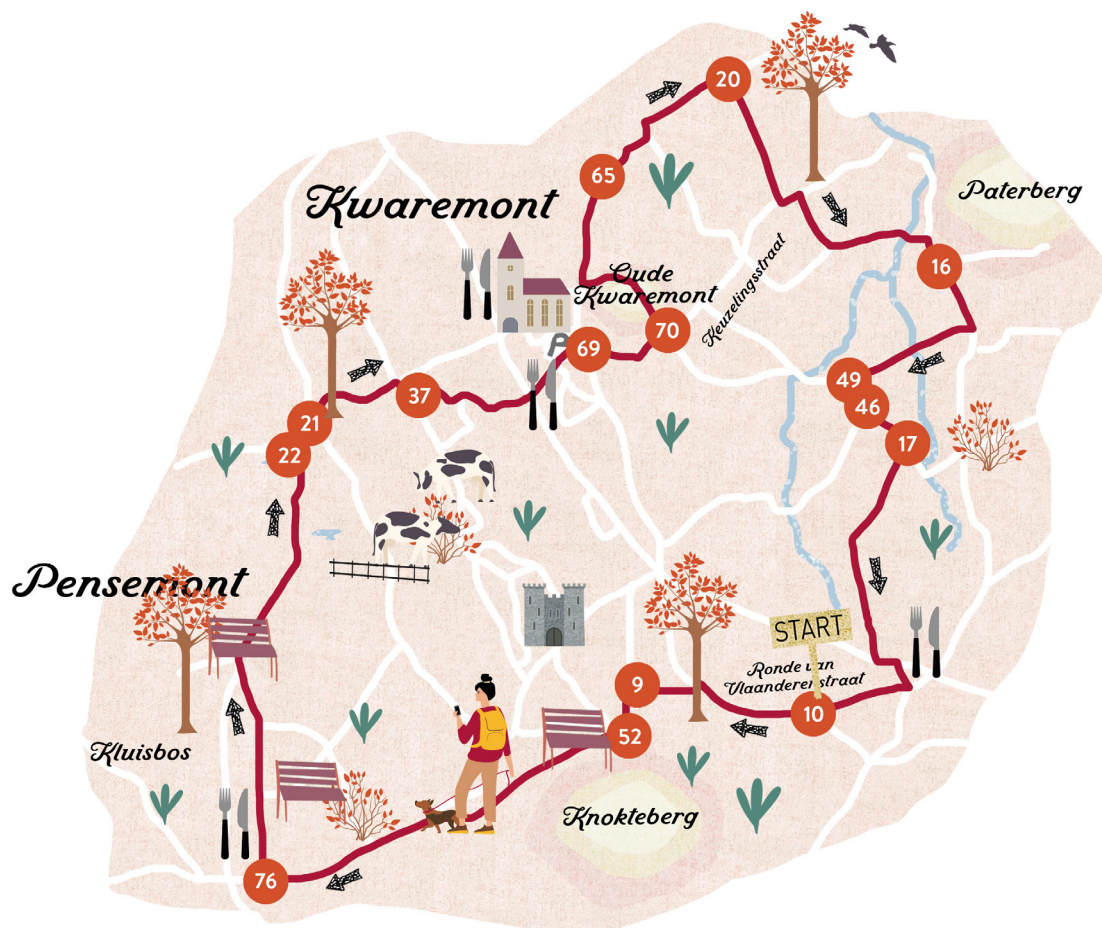 20
65
Paterberg
Kwaremont
16
Oude
Kwaremont
Keuzelingsstraat
70
P
69
49
37
46
21
17
22
Pensemont
START
Ronde van
Vlaanderenstraat
9
10
52
Kluisbos
Knokteberg
76